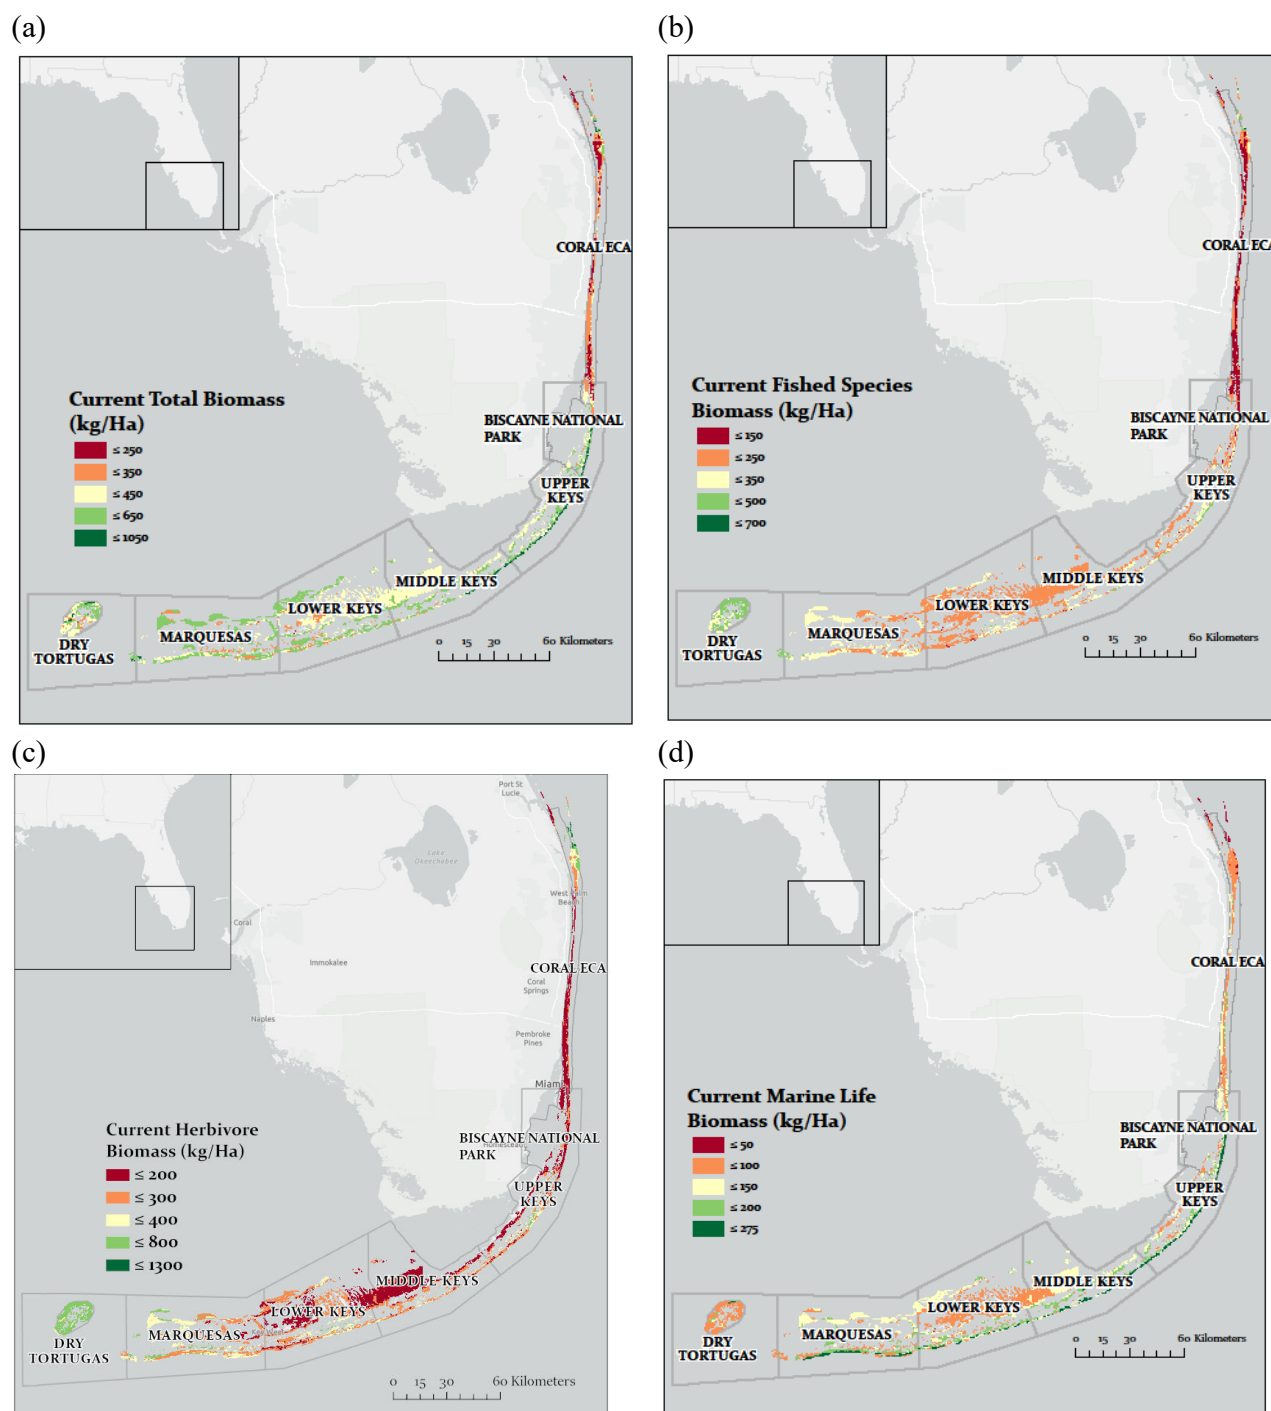 (a)
CORAL ECA
Current Total Biomass
(kg/Ha)
≤ 250
≤ 350
≤ 450
≤ 650
≤ 1050
BISCAYNE NATIONAL
PARK
UPPER
KEYS
MIDDLE KEYS
LOWER KEYS
MARQUESAS
DRY
TORTUGAS
0 15 30 60 Kilometers
(b)
CORAL ECA
Current Fished Species
Biomass (kg/Ha)
≤ 150
≤ 250
≤ 350
≤ 500
≤ 700
BISCAYNE NATIONAL
PARK
UPPER
KEYS
MIDDLE KEYS
LOWER KEYS
MARQUESAS
DRY
TORTUGAS
0 15 30 60 Kilometers
(c)
Port St
Lucie
Lake
Okeechobee
West Palm
Beach
Coral
Immokalee
CORAL ECA
Coral
Springs
Naples
Pembroke
Pines
Miami
Current Herbivore
Biomass (kg/Ha)
≤ 200
≤ 300
≤ 400
≤ 800
≤ 1300
BISCAYNE NATIONAL
PARK
UPPER
KEYS
MIDDLE KEYS
LOWER KEYS
MARQUESAS
DRY
TORTUGAS
0 15 30 60 Kilometers
(d)
CORAL ECA
Current Marine Life
Biomass (kg/Ha)
≤ 50
≤ 100
≤ 150
≤ 200
≤ 275
BISCAYNE NATIONAL
PARK
UPPER
KEYS
MIDDLE KEYS
LOWER KEYS
MARQUESAS
DRY
TORTUGAS
0 15 30 60 Kilometers